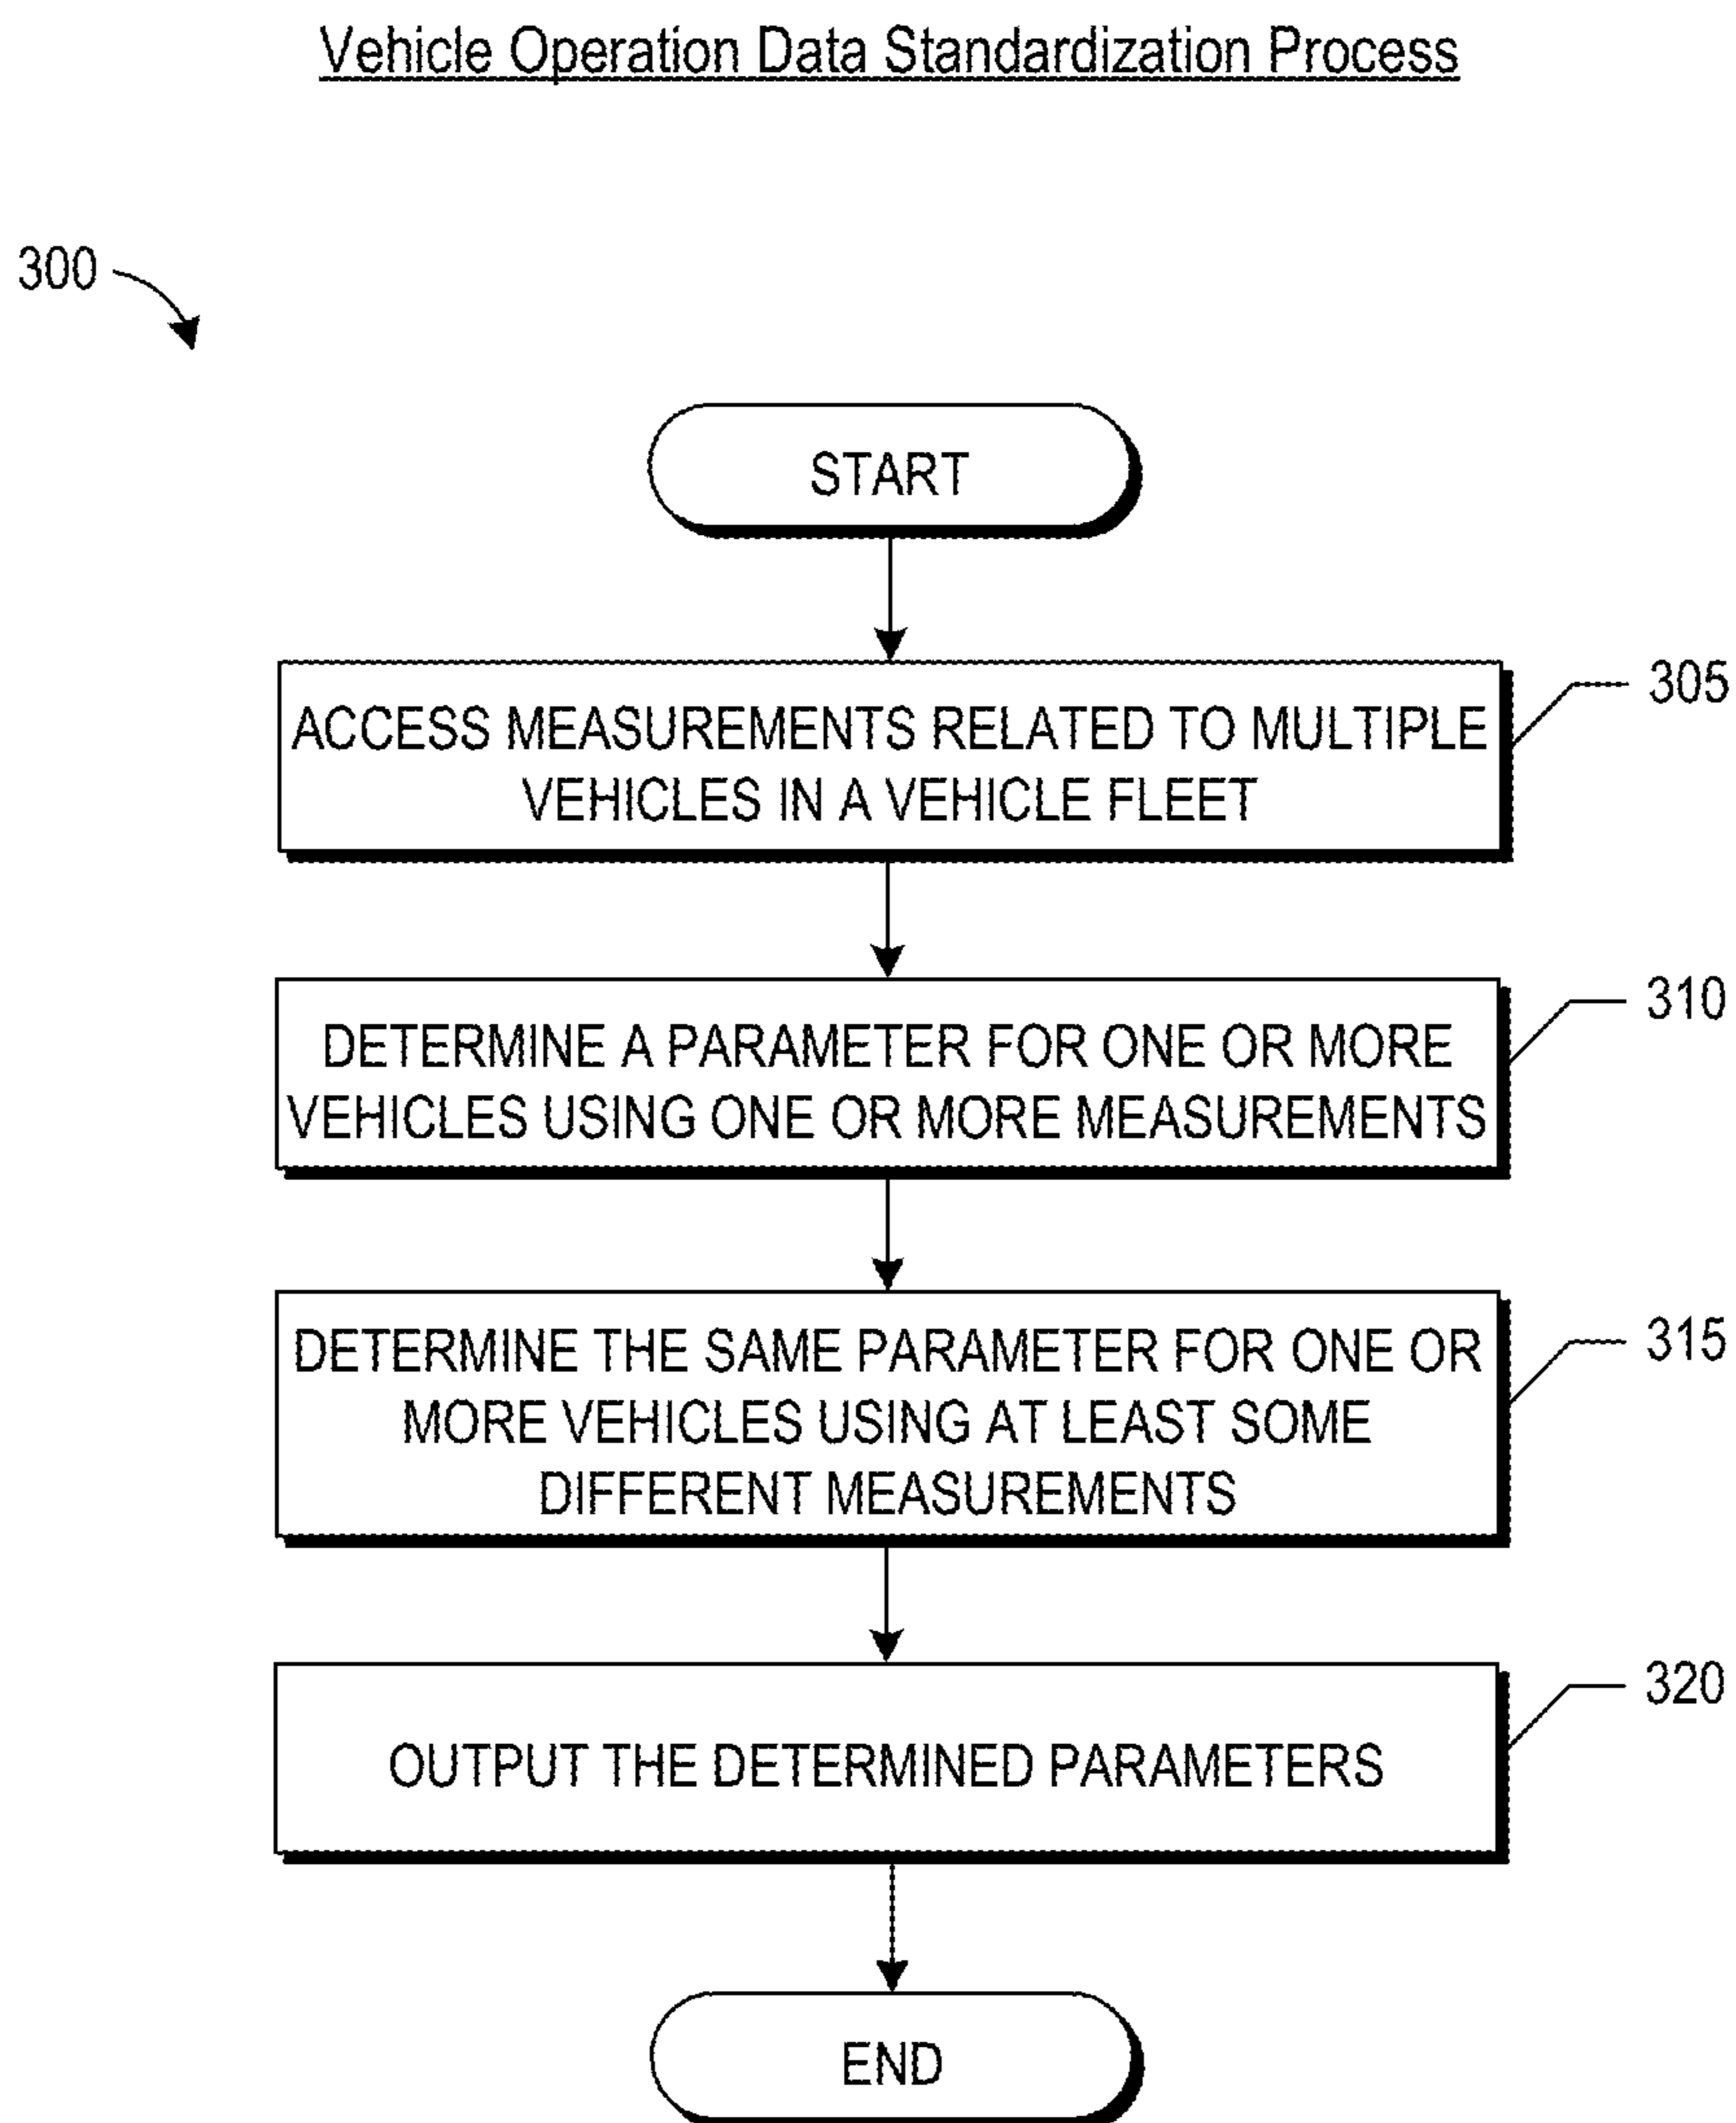 Vehicle Operation Data Standardization Process
300
START
ACCESS MEASUREMENTS RELATED TO MULTIPLE
VEHICLES IN A VEHICLE FLEET
305
DETERMINE A PARAMETER FOR ONE OR MORE
VEHICLES USING ONE OR MORE MEASUREMENTS
310
DETERMINE THE SAME PARAMETER FOR ONE OR
MORE VEHICLES USING AT LEAST SOME
DIFFERENT MEASUREMENTS
315
OUTPUT THE DETERMINED PARAMETERS
320
END